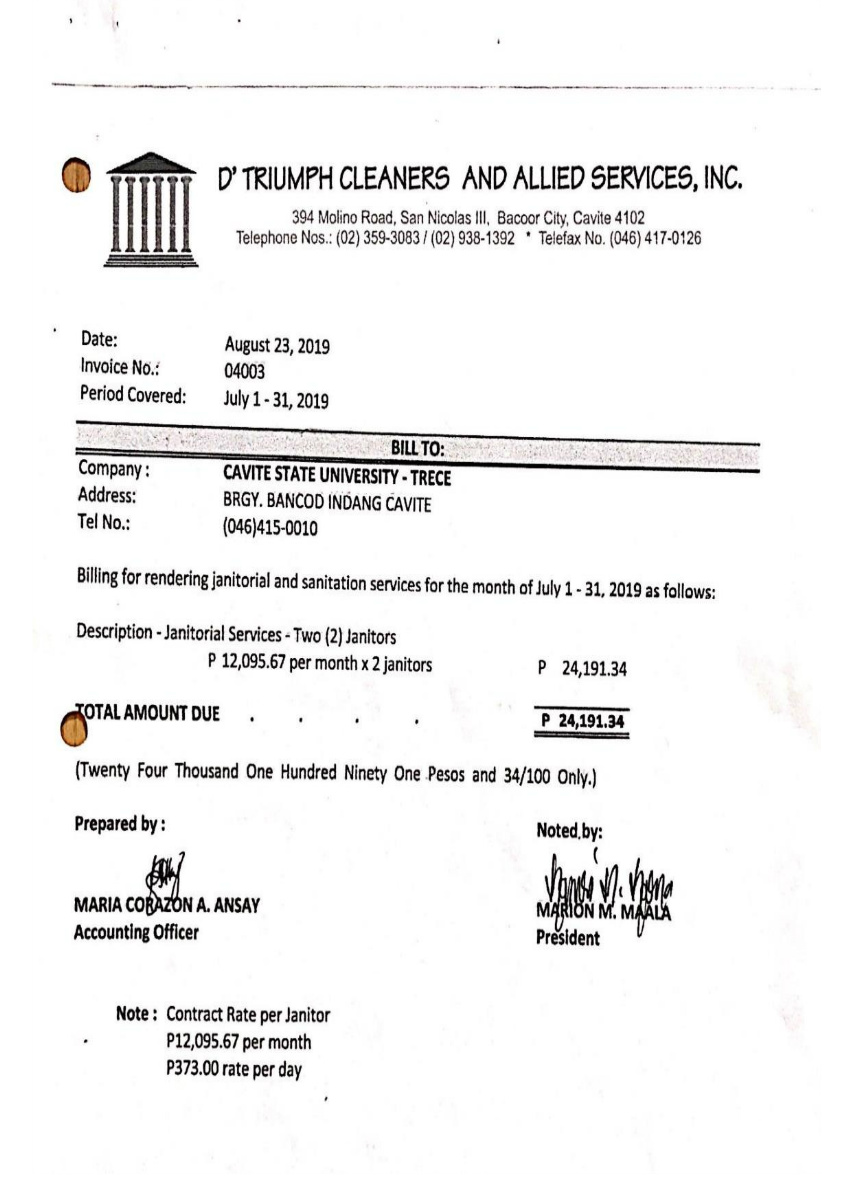 D' TRIUMPH CLEANERS AND ALLIED SERVICES, INC.
394 Molino Road, San Nicolas III, Bacoor City, Cavite 4102
Telephone Nos.: (02) 359-3083 / (02) 938-1392 * Telefax No. (046) 417-0126
Date: August 23, 2019
Invoice No.: 04003
Period Covered: July 1 - 31, 2019
BILL TO:
Company : CAVITE STATE UNIVERSITY - TRECE
Address: BRGY. BANCOD INDANG CAVITE
Tel No.: (046)415-0010
Billing for rendering janitorial and sanitation services for the month of July 1 - 31, 2019 as follows:
Description - Janitorial Services - Two (2) Janitors
P 12,095.67 per month x 2 janitors P 24,191.34
TOTAL AMOUNT DUE . . . . P 24,191.34
(Twenty Four Thousand One Hundred Ninety One Pesos and 34/100 Only.)
Prepared by : Noted by:
MARIA CORAZON A. ANSAY MARION M. MAALA
Accounting Officer President
Note : Contract Rate per Janitor
P12,095.67 per month
P373.00 rate per day